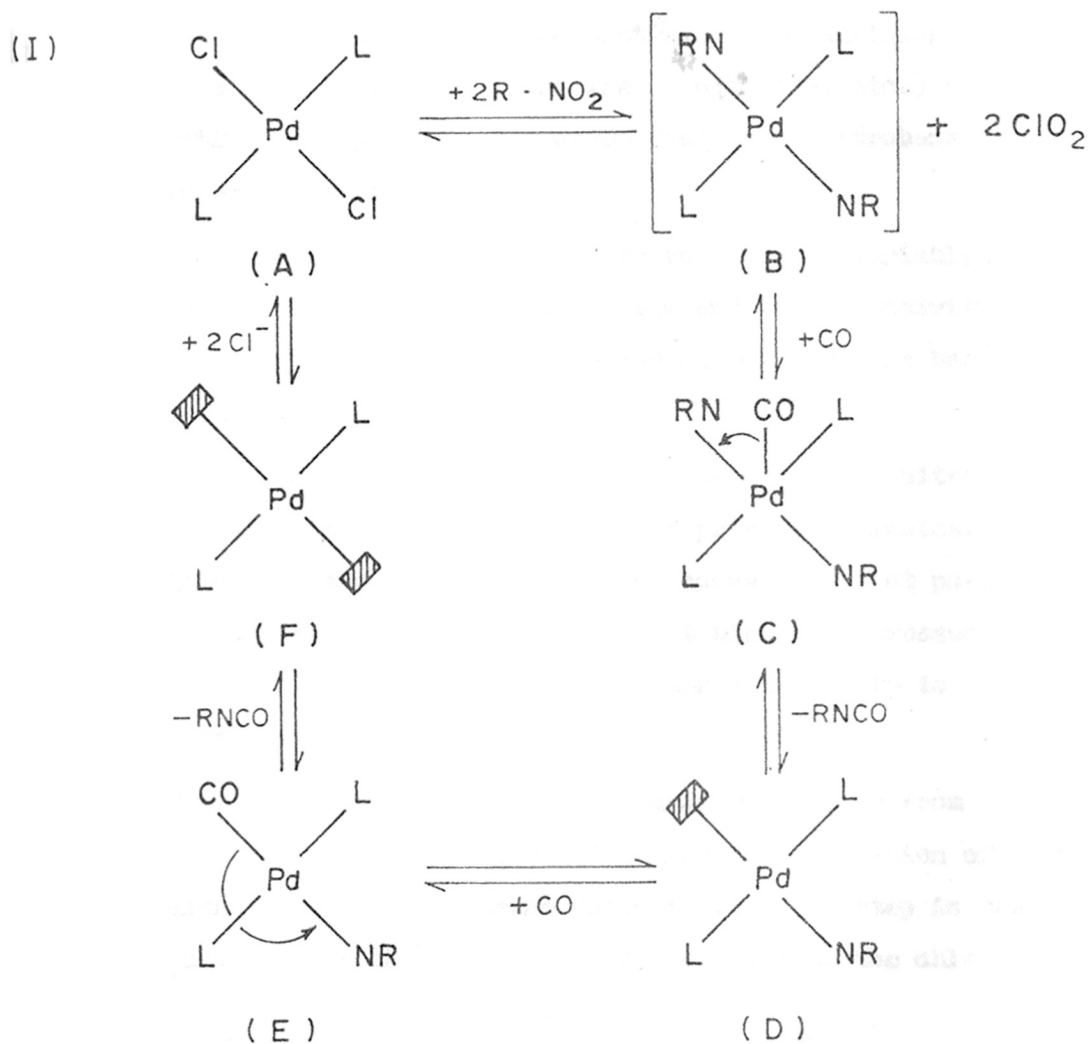 (I)
Cl L RN L
+2R - NO2
Pd Pd + 2ClO2
L Cl L NR
(A) (B)
+2Cl⁻ +CO
L RN CO L
Pd Pd
L L NR
(F) (C)
-RNCO -RNCO
CO L L
Pd Pd
+CO
L NR L NR
(E) (D)